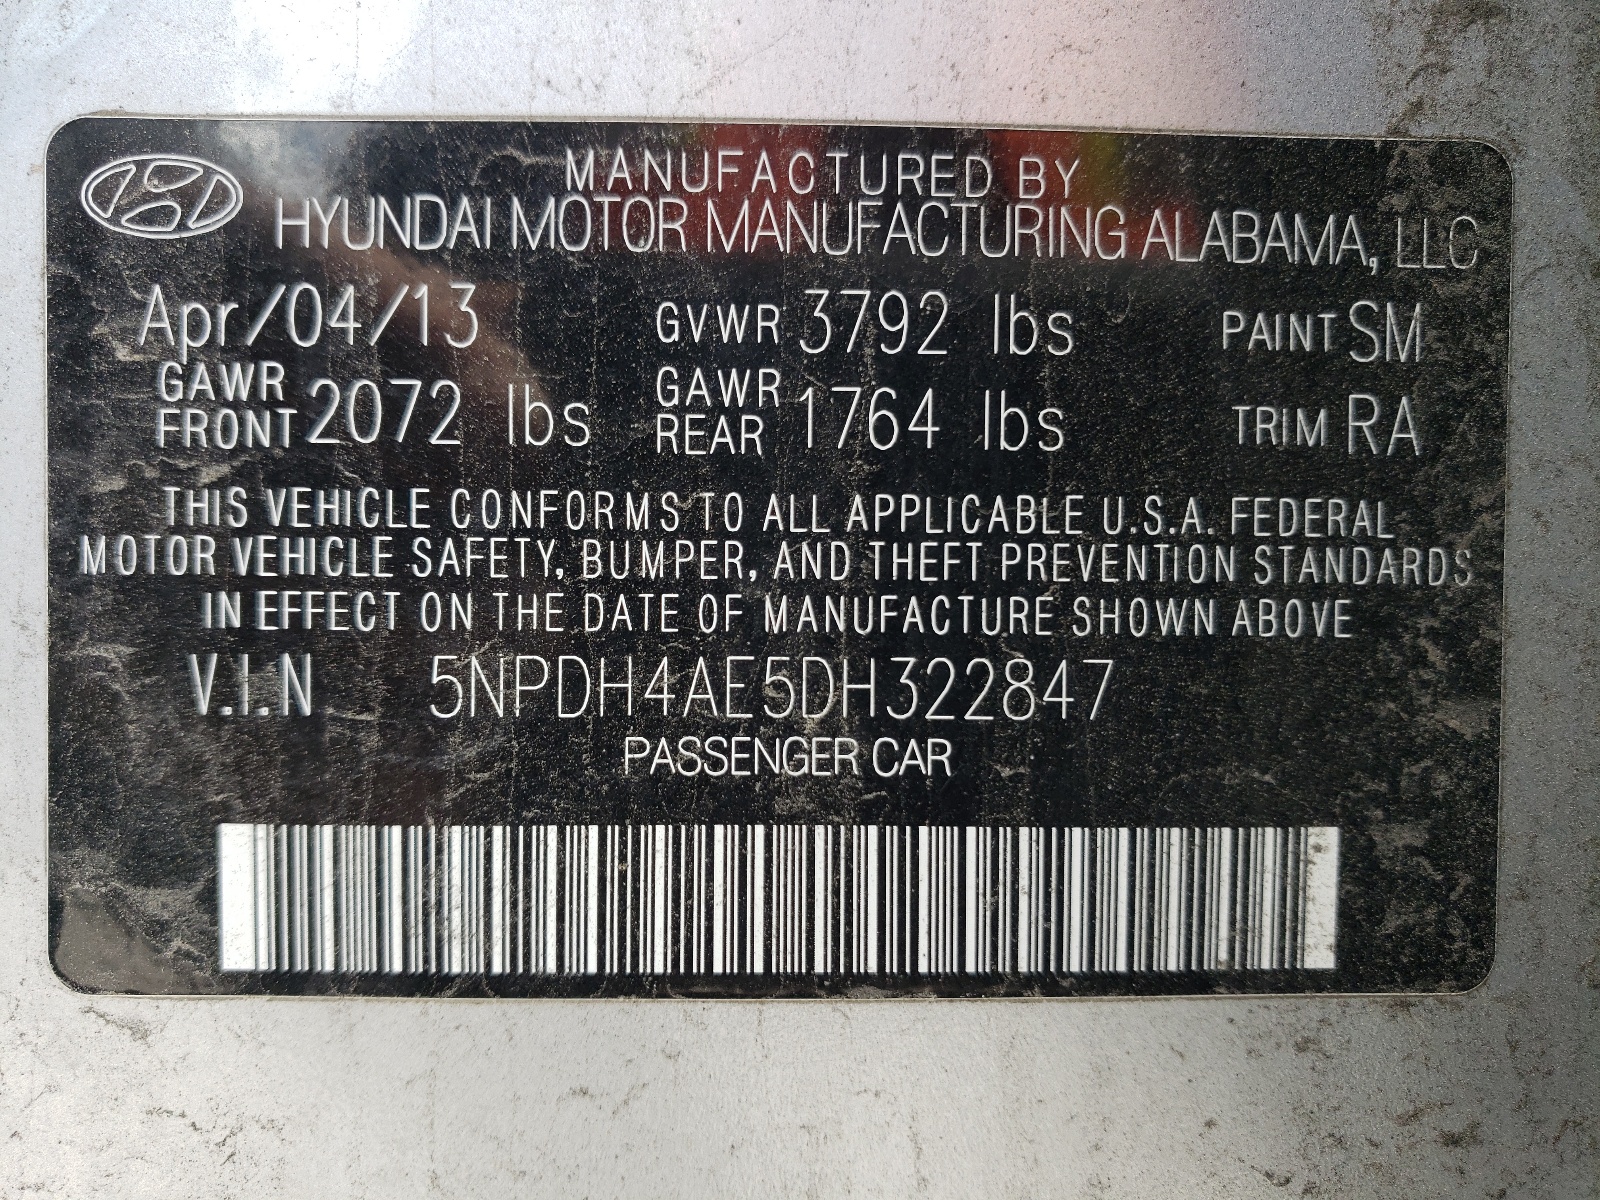 MANUFACTURED BY
HYUNDAI MOTOR MANUFACTURING ALABAMA, LLC
Apr/04/13 GVWR 3792 lbs PAINT SM
GAWR FRONT 2072 lbs GAWR REAR 1764 lbs TRIM RA
THIS VEHICLE CONFORMS TO ALL APPLICABLE U.S.A. FEDERAL
MOTOR VEHICLE SAFETY, BUMPER, AND THEFT PREVENTION STANDARDS
IN EFFECT ON THE DATE OF MANUFACTURE SHOWN ABOVE
V.I.N 5NPDH4AE5DH322847
PASSENGER CAR